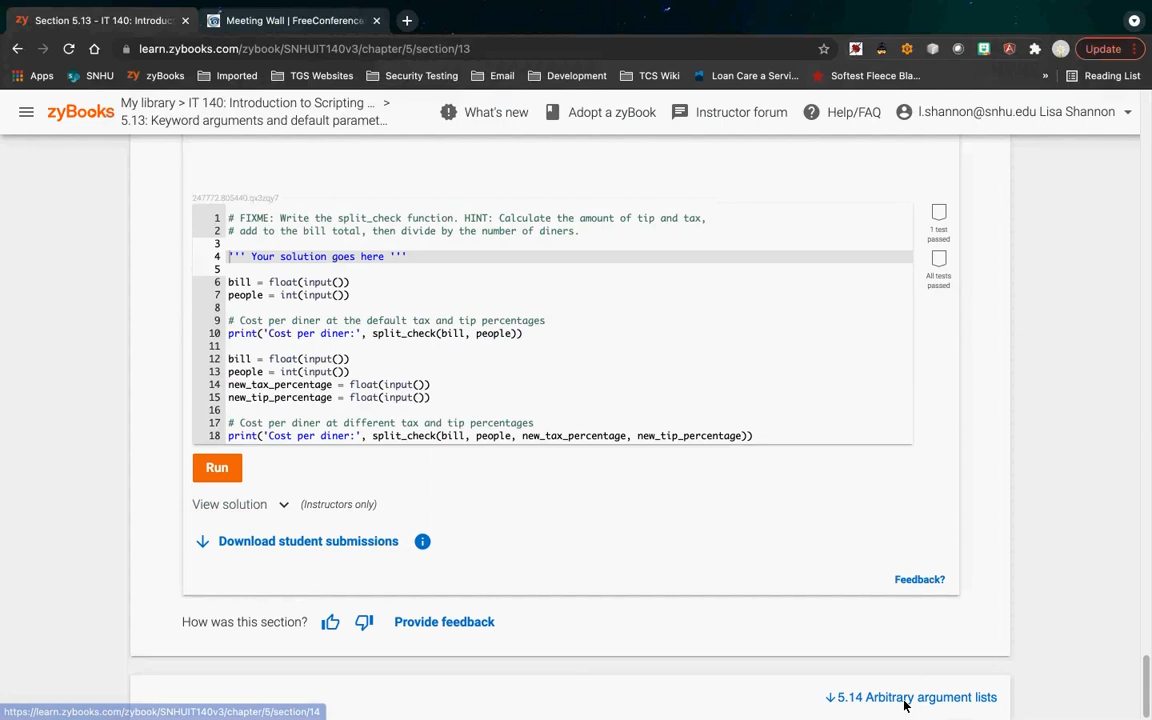 Section 5.13 - IT 140: Introduc
Meeting Wall | FreeConference
learn.zybooks.com/zybook/SNHUIT140v3/chapter/5/section/13
Update
Apps
SNHU
zyBooks
Imported
TGS Websites
Security Testing
Email
Development
TCS Wiki
Loan Care a Servic...
Softest Fleece Bla...
»
Reading List
zyBooks
My library > IT 140: Introduction to Scripting ... >
5.13: Keyword arguments and default paramet...
What's new
Adopt a zyBook
Instructor forum
Help/FAQ
l.shannon@snhu.edu Lisa Shannon
247772.805440.qx3zqy7
1 # FIXME: Write the split_check function. HINT: Calculate the amount of tip and tax,
2 # add to the bill total, then divide by the number of diners.
3
4 ''' Your solution goes here '''
5
6 bill = float(input())
7 people = int(input())
8
9 # Cost per diner at the default tax and tip percentages
10 print('Cost per diner:', split_check(bill, people))
11
12 bill = float(input())
13 people = int(input())
14 new_tax_percentage = float(input())
15 new_tip_percentage = float(input())
16
17 # Cost per diner at different tax and tip percentages
18 print('Cost per diner:', split_check(bill, people, new_tax_percentage, new_tip_percentage))
1 test
passed
All tests
passed
Run
View solution
(Instructors only)
Download student submissions
Feedback?
How was this section?
Provide feedback
5.14 Arbitrary argument lists
https://learn.zybooks.com/zybook/SNHUIT140v3/chapter/5/section/14